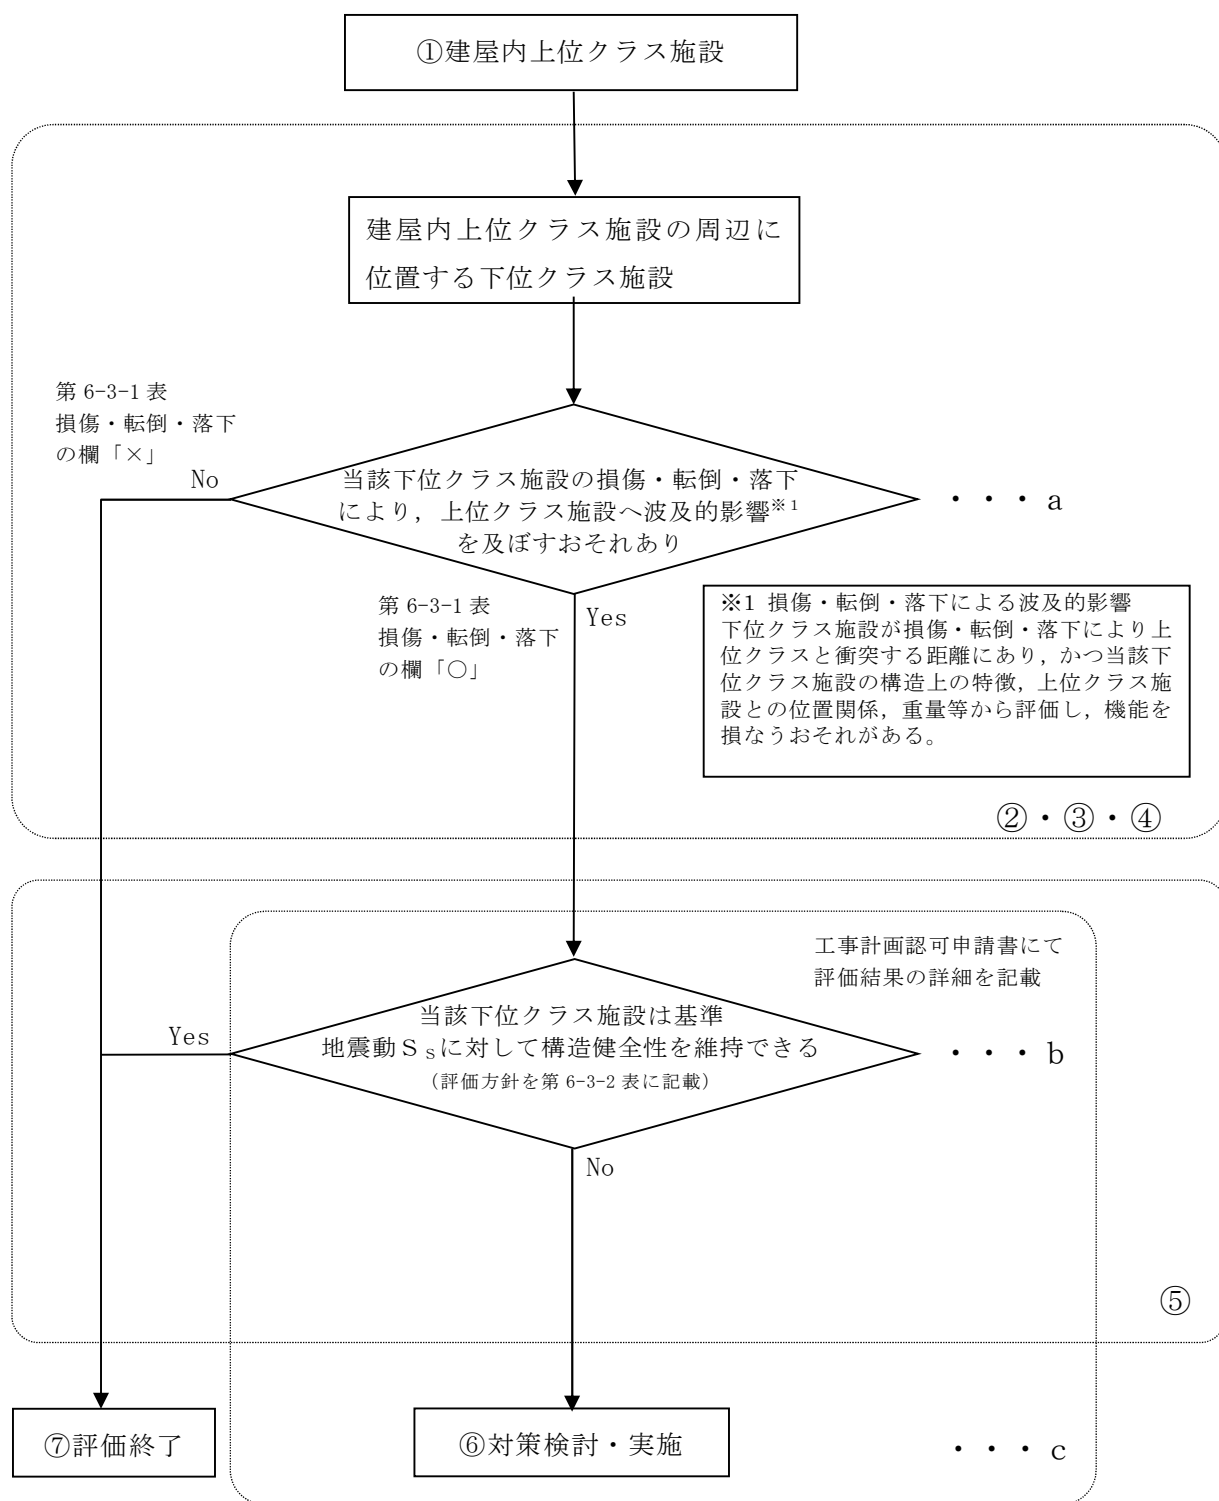 ①建屋内上位クラス施設
建屋内上位クラス施設の周辺に
位置する下位クラス施設
第 6-3-1 表
損傷・転倒・落下
の欄「×」
No
当該下位クラス施設の損傷・転倒・落下
により，上位クラス施設へ波及的影響※1
を及ぼすおそれあり
・・・a
第 6-3-1 表
損傷・転倒・落下
の欄「○」
Yes
※1 損傷・転倒・落下による波及的影響
下位クラス施設が損傷・転倒・落下により上
位クラスと衝突する距離にあり，かつ当該下
位クラス施設の構造上の特徴，上位クラス施
設との位置関係，重量等から評価し，機能を
損なうおそれがある。
②・③・④
工事計画認可申請書にて
評価結果の詳細を記載
Yes
当該下位クラス施設は基準
地震動Ｓsに対して構造健全性を維持できる
（評価方針を第 6-3-2 表に記載）
・・・b
No
⑤
⑦評価終了
⑥対策検討・実施
・・・c